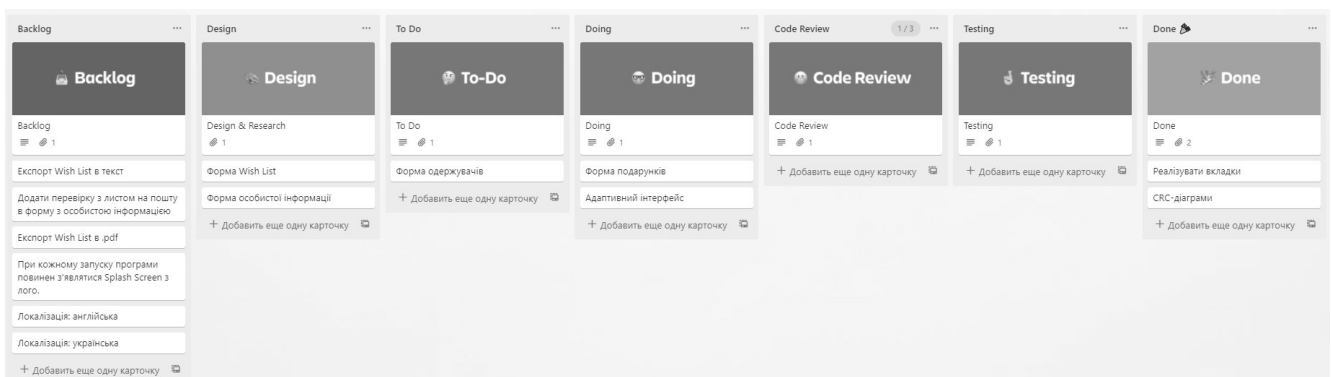 Backlog
Backlog
Backlog
1
Експорт Wish List в текст
Додати перевірку з листом на пошту
в форму з особистою інформацією
Експорт Wish List в .pdf
При кожному запуску програми
повинен з'являтися Splash Screen з
лого.
Локалізація: англійська
Локалізація: українська
+ Добавить еще одну карточку
Design
Design
Design & Research
1
Форма Wish List
Форма особистої інформації
+ Добавить еще одну карточку
To Do
To-Do
To Do
1
Форма одержувачів
+ Добавить еще одну карточку
Doing
Doing
Doing
1
Форма подарунків
Адаптивний інтерфейс
+ Добавить еще одну карточку
Code Review 1/3
Code Review
Code Review
1
+ Добавить еще одну карточку
Testing
Testing
Testing
1
+ Добавить еще одну карточку
Done
Done
Done
2
Реалізувати вкладки
CRC-діаграми
+ Добавить еще одну карточку